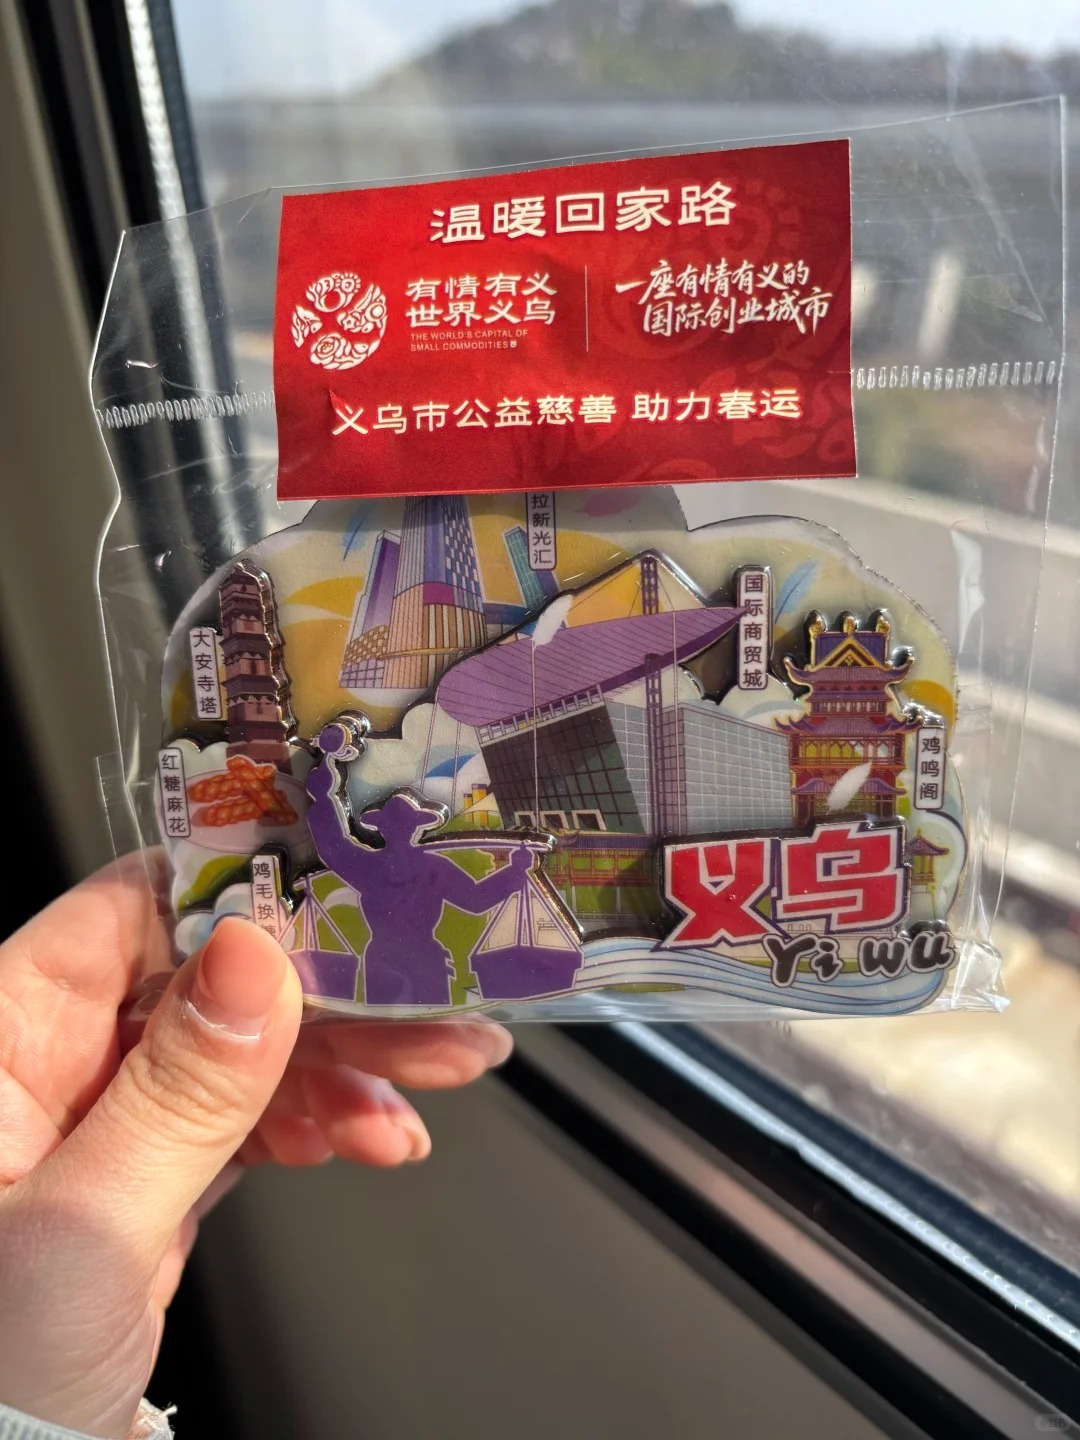 温暖回家路
有情有义
世界义乌
THE WORLD'S CAPITAL OF
SMALL COMMODITIES
一座有情有义的
国际创业城市
义乌市公益慈善 助力春运
拉新光汇
国际商贸城
大安寺塔
鸡鸣阁
红糖麻花
鸡毛换
义乌
Yi wu